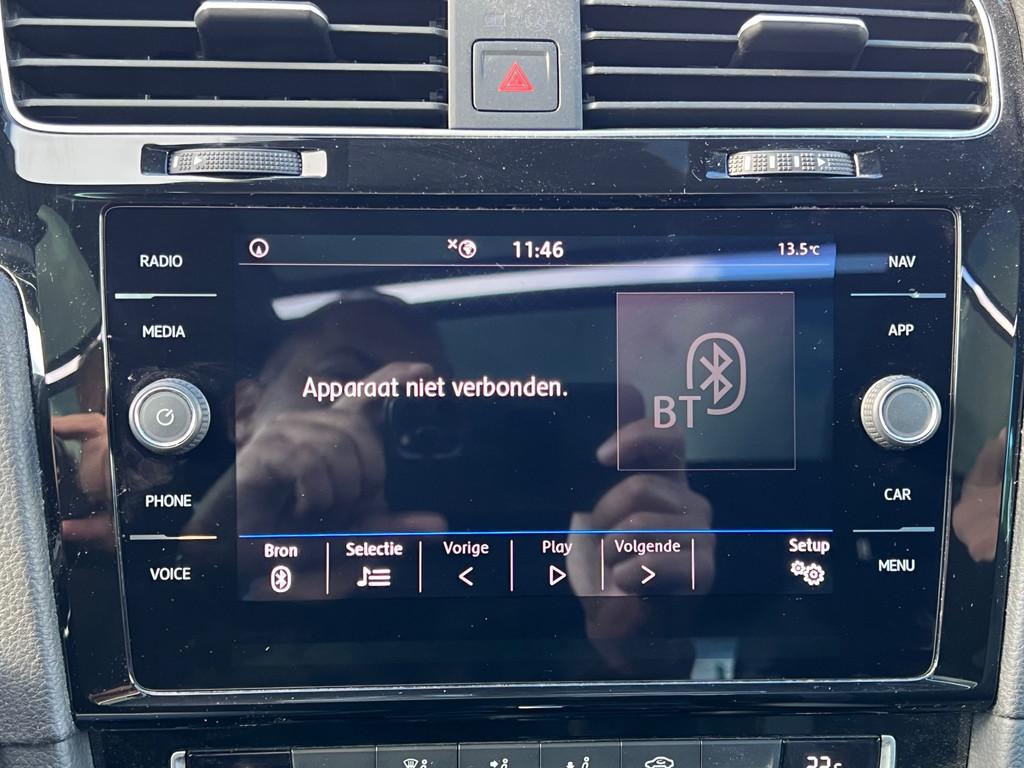 11:46
13.5°C
RADIO
NAV
MEDIA
APP
Apparaat niet verbonden.
BT
PHONE
CAR
VOICE
MENU
Bron
Selectie
Vorige
Play
Volgende
Setup